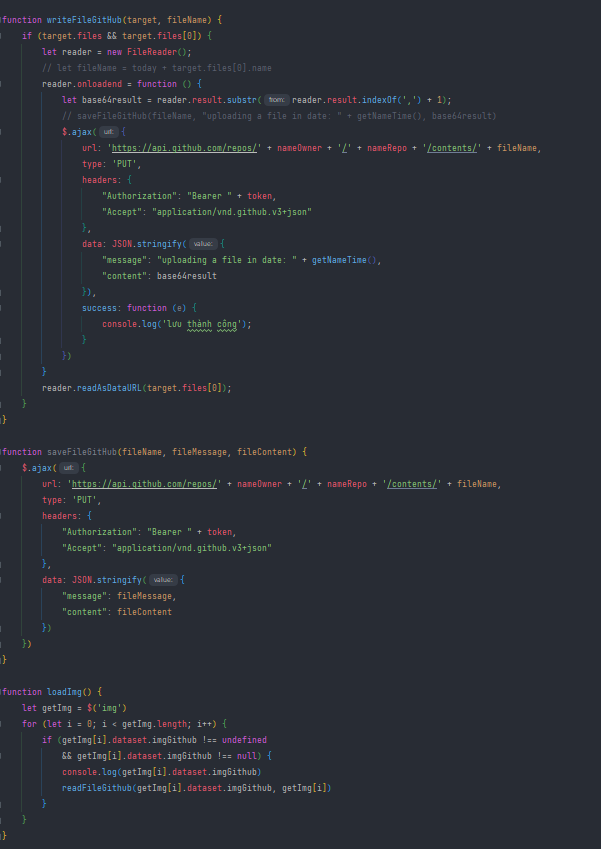 function writeFileGitHub(target, fileName) {
if (target.files && target.files[0]) {
let reader = new FileReader();
// let fileName = today + target.files[0].name
reader.onloadend = function () {
let base64result = reader.result.substr( from: reader.result.indexOf(',') + 1);
// saveFileGitHub(fileName, "uploading a file in date: " + getNameTime(), base64result)
$.ajax( url: {
url: 'https://api.github.com/repos/' + nameOwner + '/' + nameRepo + '/contents/' + fileName,
type: 'PUT',
headers: {
"Authorization": "Bearer " + token,
"Accept": "application/vnd.github.v3+json"
},
data: JSON.stringify( value: {
"message": "uploading a file in date: " + getNameTime(),
"content": base64result
}),
success: function (e) {
console.log('lưu thành công');
}
})
}
reader.readAsDataURL(target.files[0]);
}
}
function saveFileGitHub(fileName, fileMessage, fileContent) {
$.ajax( url: {
url: 'https://api.github.com/repos/' + nameOwner + '/' + nameRepo + '/contents/' + fileName,
type: 'PUT',
headers: {
"Authorization": "Bearer " + token,
"Accept": "application/vnd.github.v3+json"
},
data: JSON.stringify( value: {
"message": fileMessage,
"content": fileContent
})
})
}
function loadImg() {
let getImg = $('img')
for (let i = 0; i < getImg.length; i++) {
if (getImg[i].dataset.imgGithub !== undefined
&& getImg[i].dataset.imgGithub !== null) {
console.log(getImg[i].dataset.imgGithub)
readFileGithub(getImg[i].dataset.imgGithub, getImg[i])
}
}
}